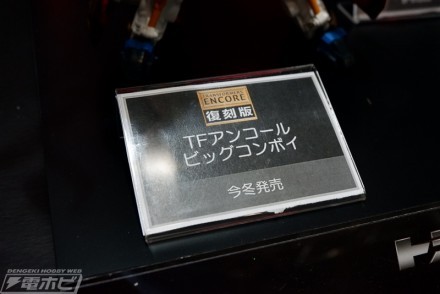 TRANSFORMERS
ENCORE
復刻版
TFアンコール
ビッグコンボイ
今冬発売
DENGEKI HOBBY WEB
電ホビ